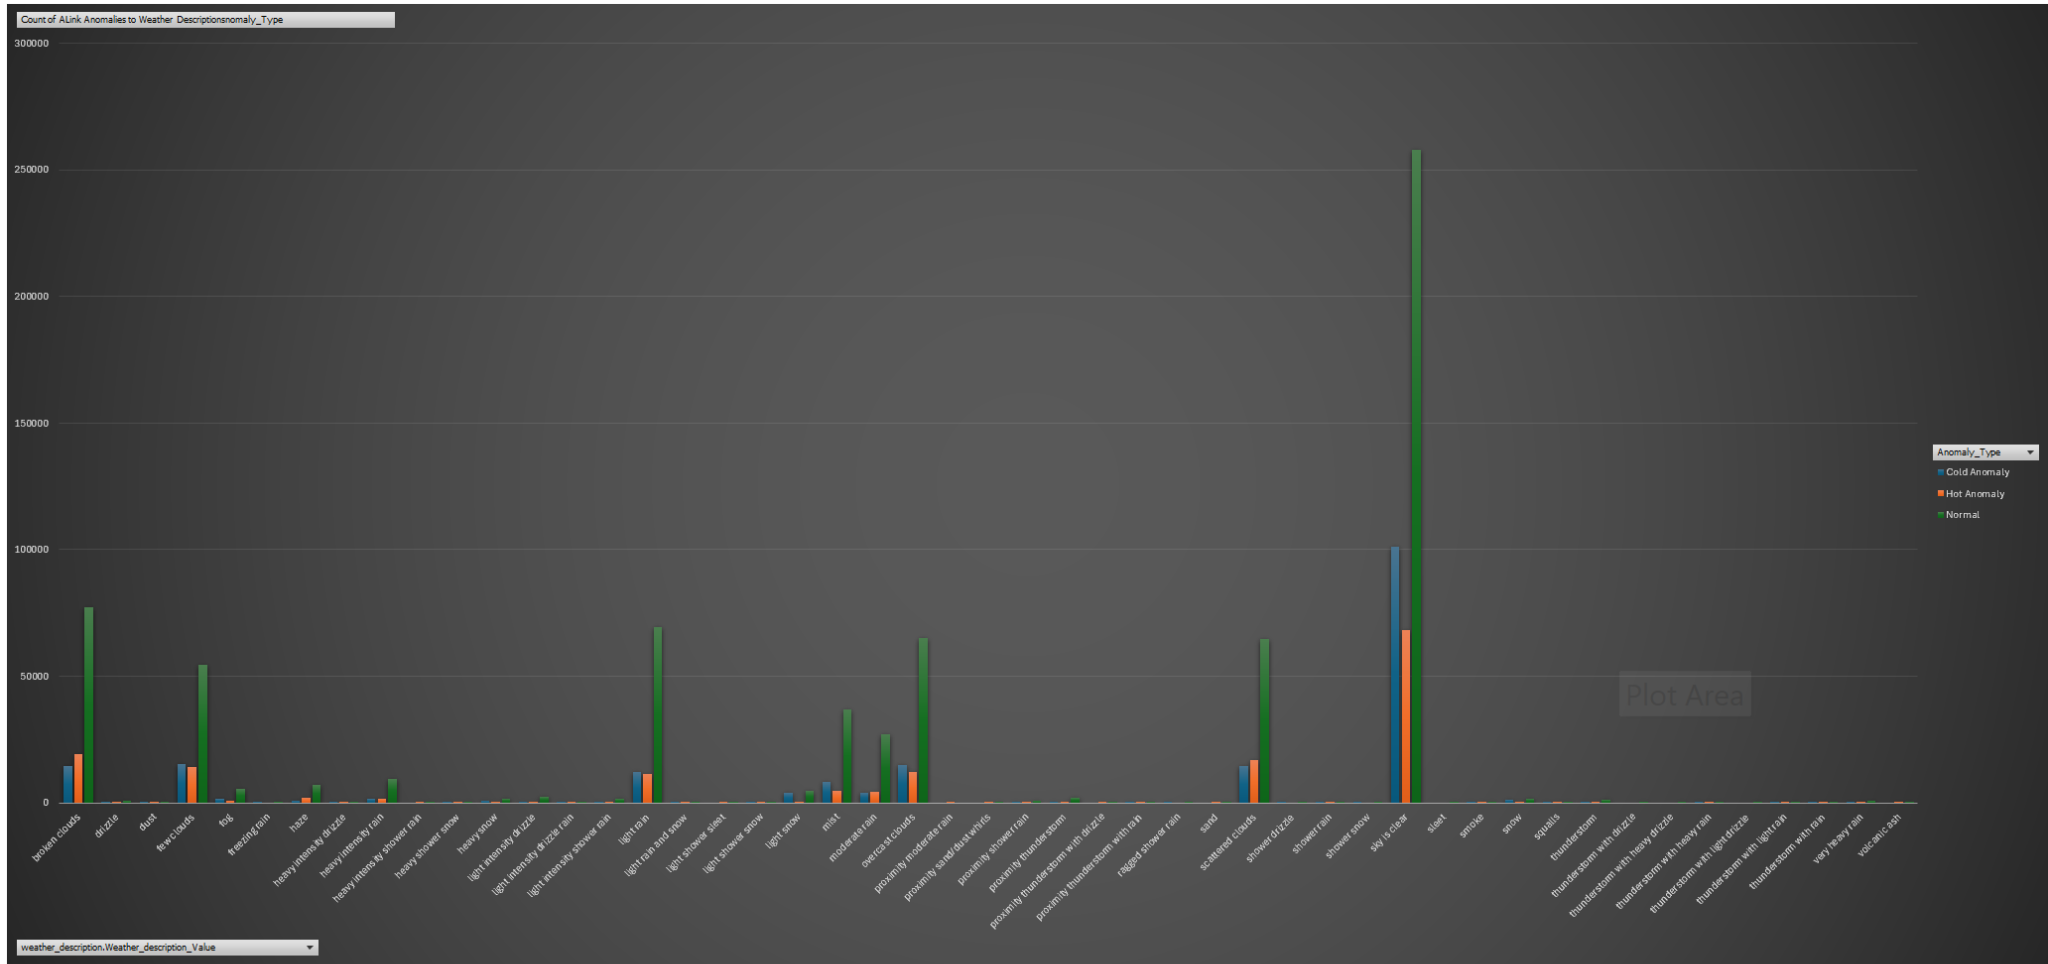 Count of ALink Anomalies to Weather Descriptionsnomaly_Type
300000
250000
200000
150000
100000
50000
0
broken clouds
drizzle
dust
few clouds
fog
freezing rain
haze
heavy intensity drizzle
heavy intensity rain
heavy intensity shower rain
heavy shower snow
heavy snow
light intensity drizzle
light intensity drizzle rain
light intensity shower rain
light rain
light rain and snow
light shower sleet
light shower snow
light snow
mist
moderate rain
overcast clouds
proximity moderate rain
proximity sand/dust whirls
proximity shower rain
proximity thunderstorm
proximity thunderstorm with drizzle
proximity thunderstorm with rain
ragged shower rain
sand
scattered clouds
shower drizzle
shower rain
shower snow
sky is clear
sleet
smoke
snow
squalls
thunderstorm
thunderstorm with drizzle
thunderstorm with heavy drizzle
thunderstorm with heavy rain
thunderstorm with light drizzle
thunderstorm with light rain
thunderstorm with rain
very heavy rain
volcanic ash
Anomaly_Type
Cold Anomaly
Hot Anomaly
Normal
Plot Area
weather_description.Weather_description_Value